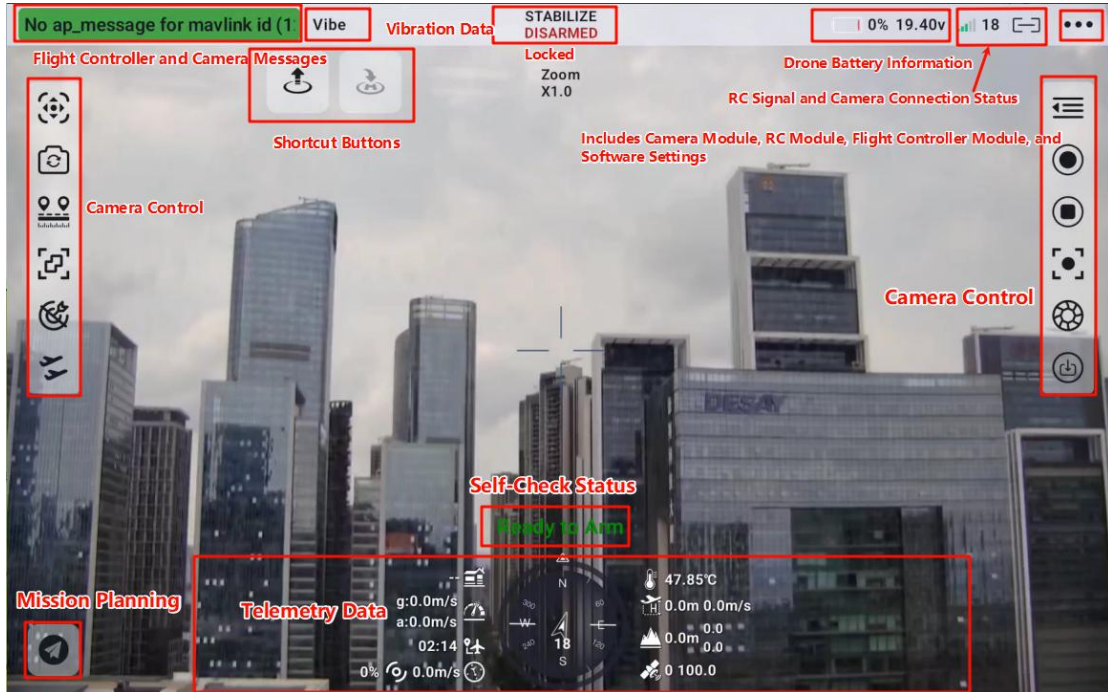 No ap_message for mavlink id (1:
Vibe
Vibration Data
STABILIZE
DISARMED
0% 19.40v
18
Flight Controller and Camera Messages
Locked
Zoom
X1.0
Drone Battery Information
RC Signal and Camera Connection Status
Shortcut Buttons
Includes Camera Module, RC Module, Flight Controller Module, and
Software Settings
Camera Control
Camera Control
DESAY
Self-Check Status
Ready to Arm
Mission Planning
Telemetry Data
--
g:0.0m/s
a:0.0m/s
02:14
0%
0.0m/s
N
300
60
W
E
240
120
18
S
47.85℃
H
0.0m 0.0m/s
0.0m
0.0
0.0
0 100.0